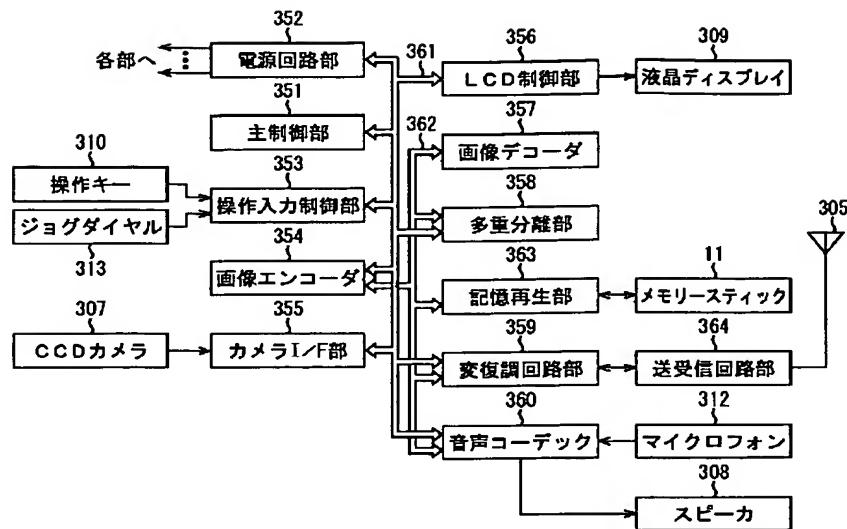 352
各部へ
電源回路部
361
356
309
LCD制御部
液晶ディスプレイ
351
主制御部
362
357
画像デコーダ
310
操作キー
353
操作入力制御部
358
多重分離部
305
ジョグダイヤル
313
354
画像エンコーダ
363
記憶再生部
11
メモリースティック
307
CCDカメラ
355
カメラI/F部
359
変復調回路部
364
送受信回路部
360
音声コーデック
312
マイクロフォン
308
スピーカ